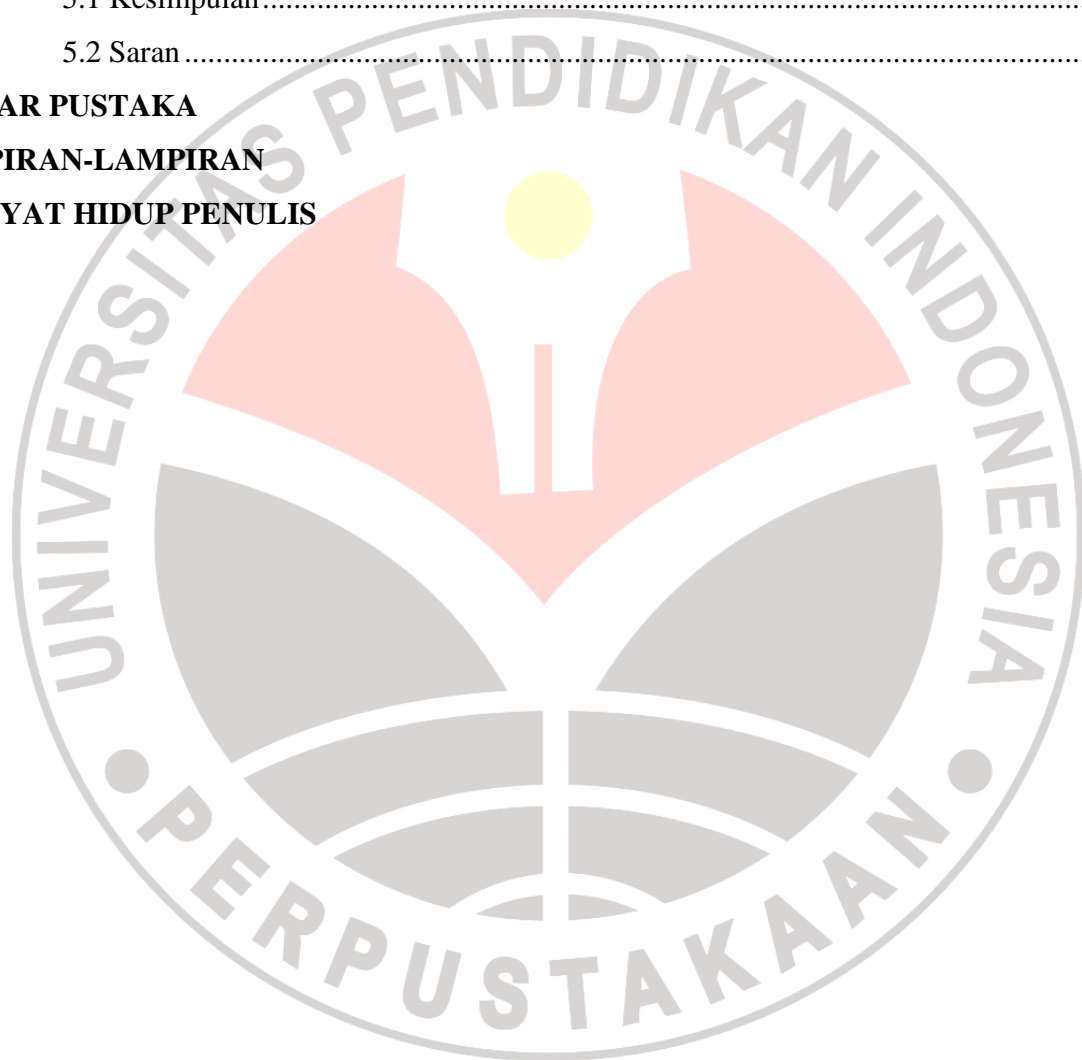 5.1 Kesimpulan........................................................................................................
5.2 Saran..................................................................................................................
AR PUSTAKA
PIRAN-LAMPIRAN
YAT HIDUP PENULIS
UNIVERSITAS PENDIDIKAN INDONESIA
• PERPUSTAKAAN •